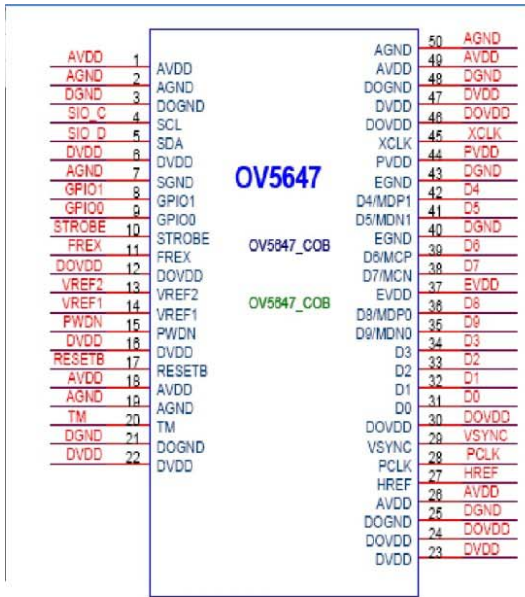 AVDD 1 AVDD
AGND 2 AGND
DGND 3 DOGND
SIO_C 4 SCL
SIO_D 5 SDA
DVDD 6 DVDD
AGND 7 SGND
GPIO1 8 GPIO1
GPIO0 9 GPIO0
STROBE 10 STROBE
FREX 11 FREX
DOVDD 12 DOVDD
VREF2 13 VREF2
VREF1 14 VREF1
PWDN 15 PWDN
DVDD 16 DVDD
RESETB 17 RESETB
AVDD 18 AVDD
AGND 19 AGND
TM 20 TM
DGND 21 DOGND
DVDD 22 DVDD
OV5647
OV5647_COB
OV5647_COB
AGND 50 AGND
AVDD 49 AVDD
DOGND 48 DGND
DVDD 47 DVDD
DOVDD 46 DOVDD
XCLK 45 XCLK
PVDD 44 PVDD
EGND 43 DGND
D4/MDP1 42 D4
D5/MDN1 41 D5
EGND 40 DGND
D6/MCP 39 D6
D7/MCN 38 D7
EVDD 37 EVDD
D8/MDP0 36 D8
D9/MDN0 35 D9
D3 34 D3
D2 33 D2
D1 32 D1
D0 31 D0
DOVDD 30 DOVDD
VSYNC 29 VSYNC
PCLK 28 PCLK
HREF 27 HREF
AVDD 26 AVDD
DOGND 25 DGND
DOVDD 24 DOVDD
DVDD 23 DVDD